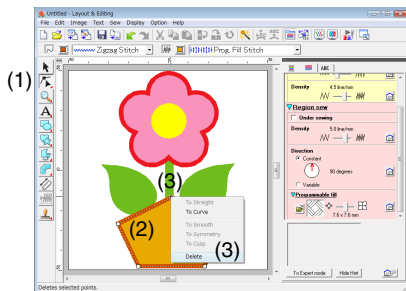 Untitled - Layout & Editing
File Edit Image Text Sew Display Option Help
Zigzag Stitch
Prog. Fill Stitch
(1)
ABC
Density
4.5 line/mm
Region sew
Under sewing
Density
5.0 line/mm
Direction
Constant
90 degrees
Variable
Programmable fill
7.6 x 7.6 mm
(3)
(2)
To Straight
To Curve
To Smooth
To Symmetry
To Cusp
Delete
(3)
To Expert mode
Hide Hint
Deletes selected points.